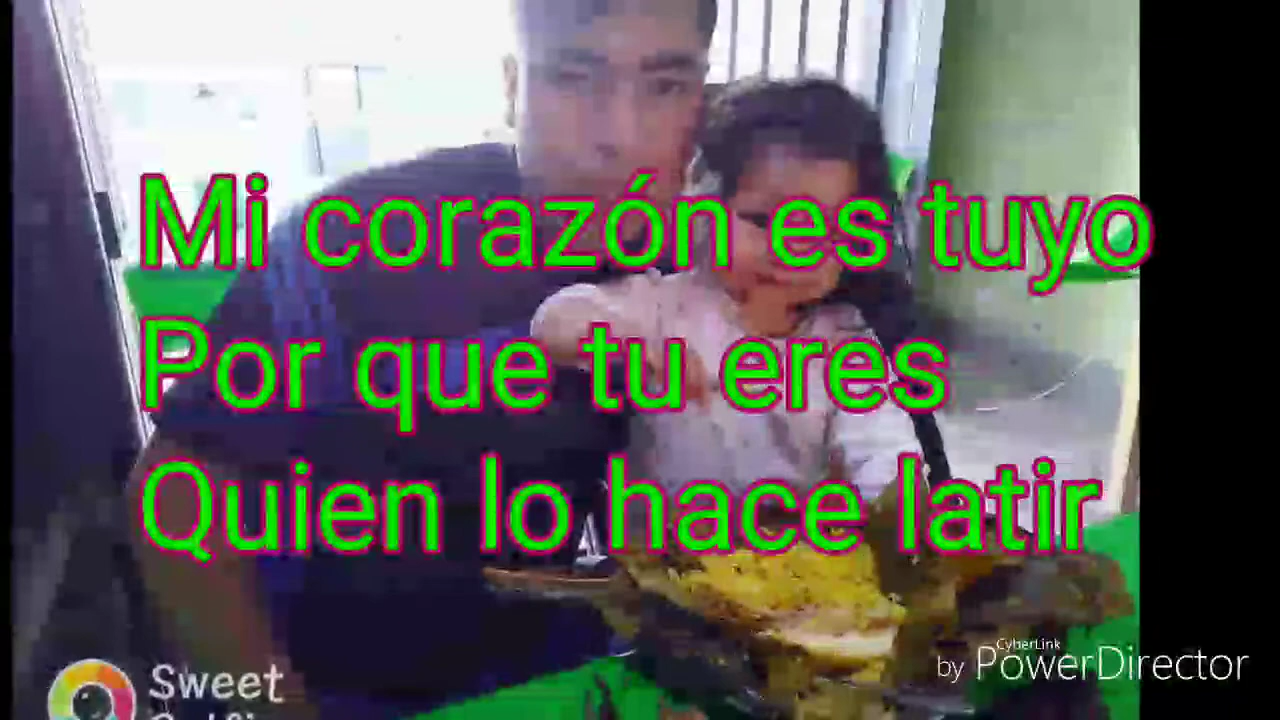 Mi corazón es tuyo
Por que tu eres
Quien lo hace latir
CyberLink
by PowerDirector
Sweet